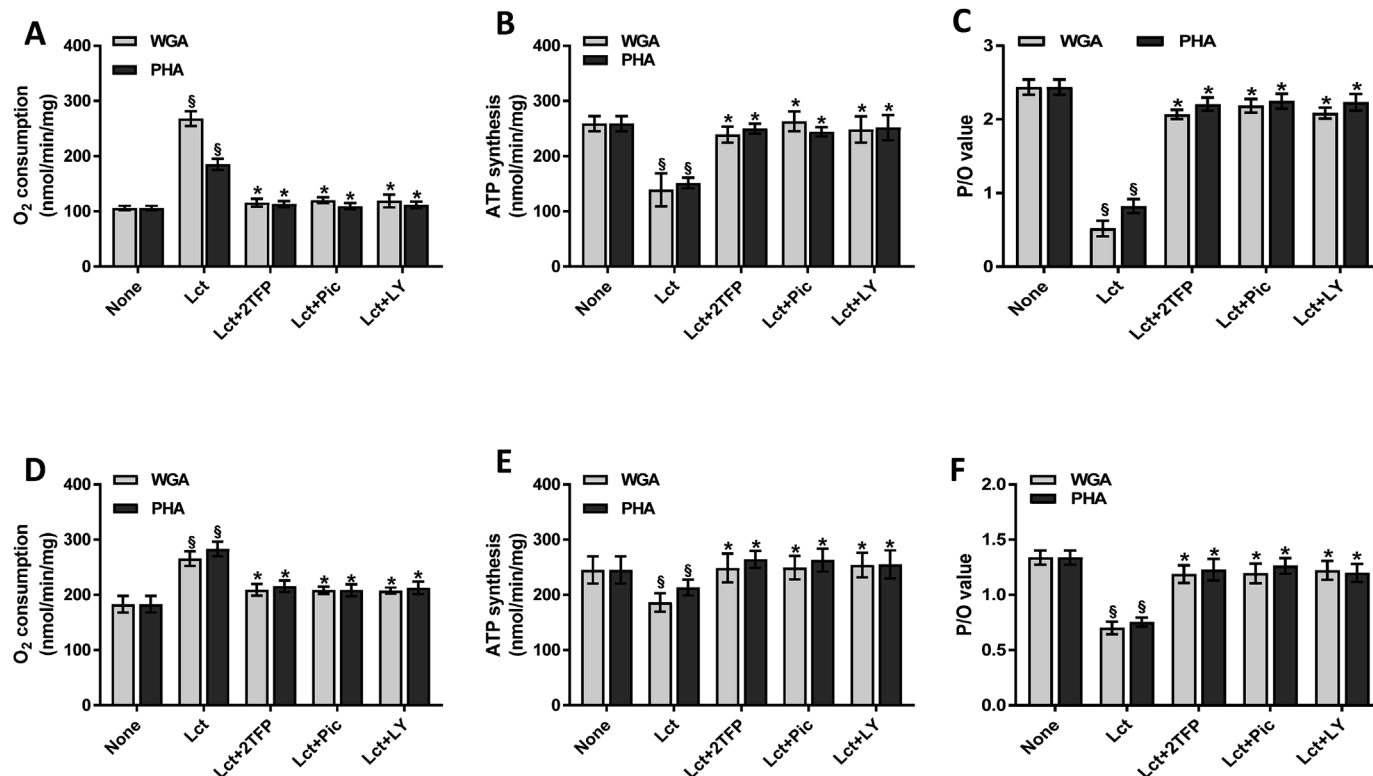 A
O2 consumption
(nmol/min/mg)
400
300
200
100
0
WGA
PHA
§
§
*
*
*
*
*
*
None
Lct
Lct+2TFP
Lct+Pic
Lct+LY
B
ATP synthesis
(nmol/min/mg)
400
300
200
100
0
WGA
PHA
§
§
*
*
*
*
*
*
None
Lct
Lct+2TFP
Lct+Pic
Lct+LY
C
P/O value
3
2
1
0
WGA
PHA
§
§
*
*
*
*
*
*
None
Lct
Lct+2TFP
Lct+Pic
Lct+LY
D
O2 consumption
(nmol/min/mg)
400
300
200
100
0
WGA
PHA
§
§
*
*
*
*
*
*
None
Lct
Lct+2TFP
Lct+Pic
Lct+LY
E
ATP synthesis
(nmol/min/mg)
400
300
200
100
0
WGA
PHA
§
§
*
*
*
*
*
*
None
Lct
Lct+2TFP
Lct+Pic
Lct+LY
F
P/O value
2.0
1.5
1.0
0.5
0.0
WGA
PHA
§
§
*
*
*
*
*
*
None
Lct
Lct+2TFP
Lct+Pic
Lct+LY